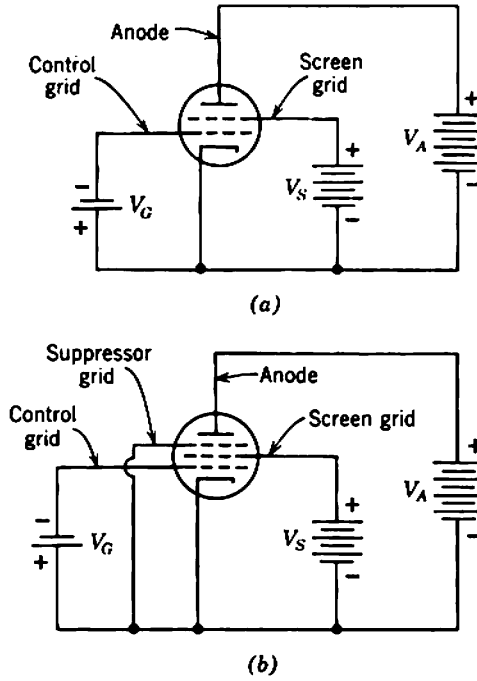 Anode
Control
grid
Screen
grid
-
+
V_G
+
V_S
-
+
V_A
-
(a)
Suppressor
grid
Anode
Control
grid
Screen grid
-
+
V_G
+
V_S
-
+
V_A
-
(b)